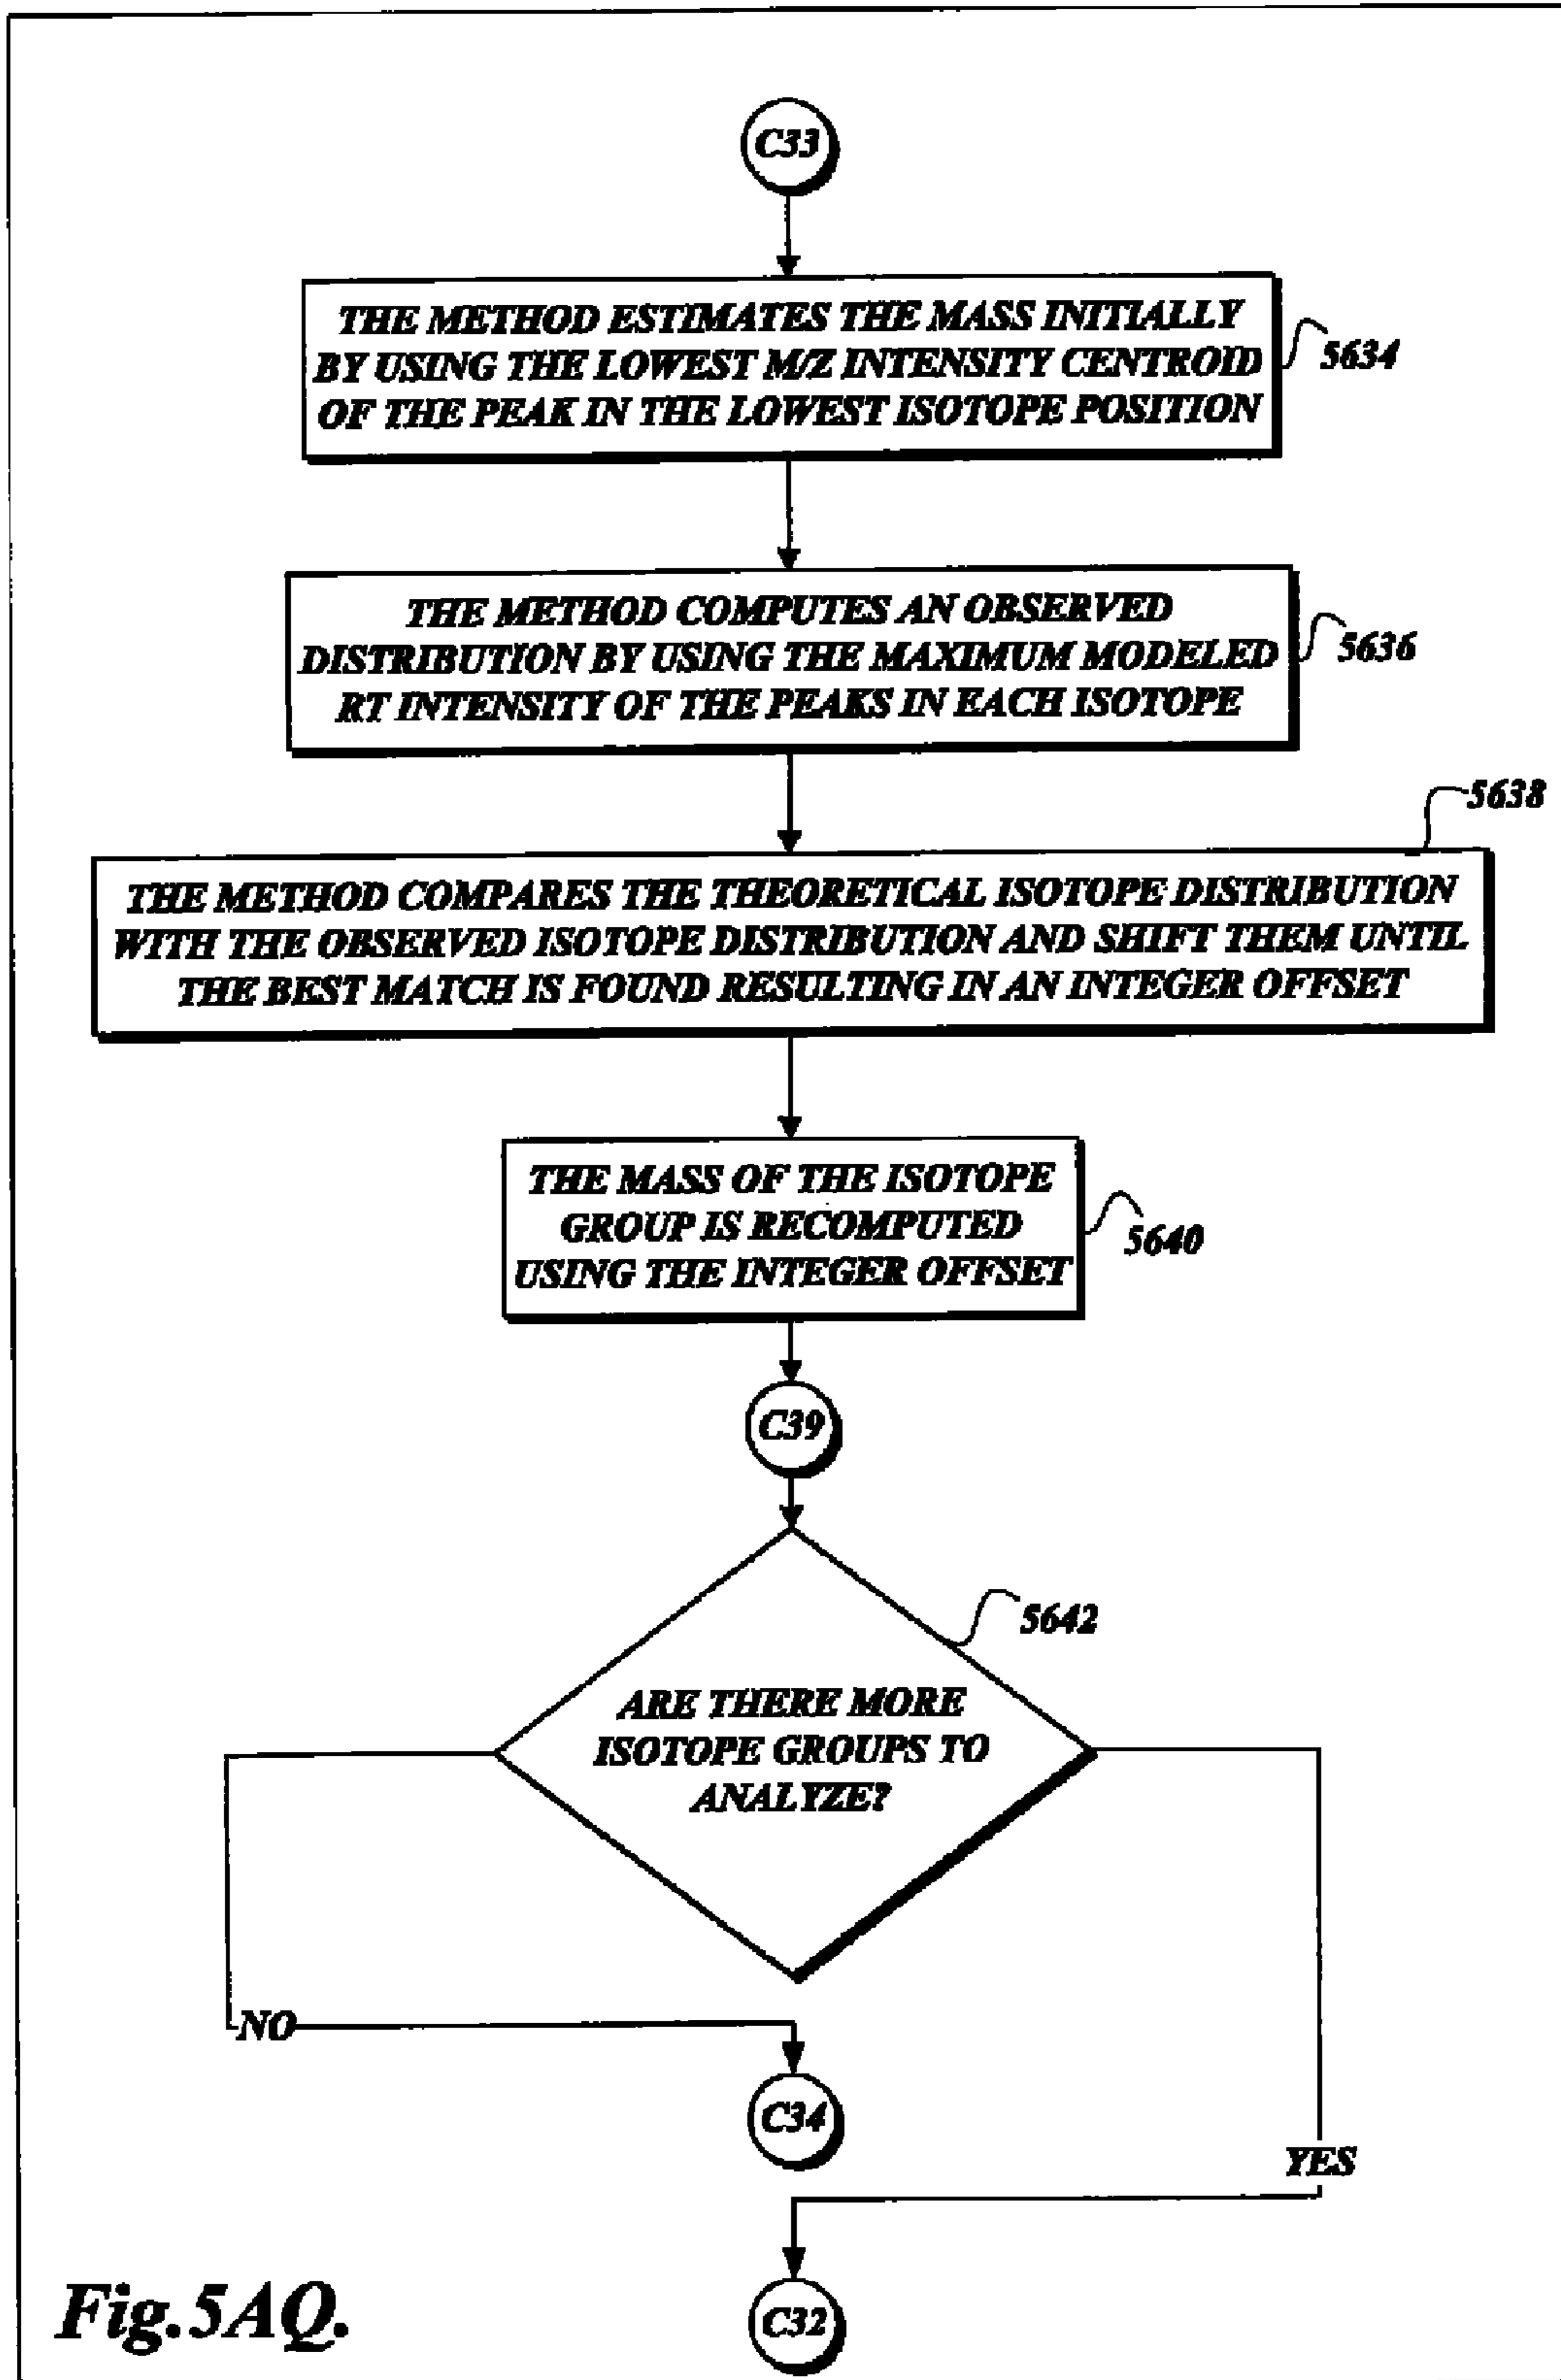 C33
THE METHOD ESTIMATES THE MASS INITIALLY
BY USING THE LOWEST M/Z INTENSITY CENTROID
OF THE PEAK IN THE LOWEST ISOTOPE POSITION
5634
THE METHOD COMPUTES AN OBSERVED
DISTRIBUTION BY USING THE MAXIMUM MODELED
RT INTENSITY OF THE PEAKS IN EACH ISOTOPE
5636
5638
THE METHOD COMPARES THE THEORETICAL ISOTOPE DISTRIBUTION
WITH THE OBSERVED ISOTOPE DISTRIBUTION AND SHIFT THEM UNTIL
THE BEST MATCH IS FOUND RESULTING IN AN INTEGER OFFSET
THE MASS OF THE ISOTOPE
GROUP IS RECOMPUTED
USING THE INTEGER OFFSET
5640
C39
5642
ARE THERE MORE
ISOTOPE GROUPS TO
ANALYZE?
NO
C34
YES
C32
Fig.5AQ.